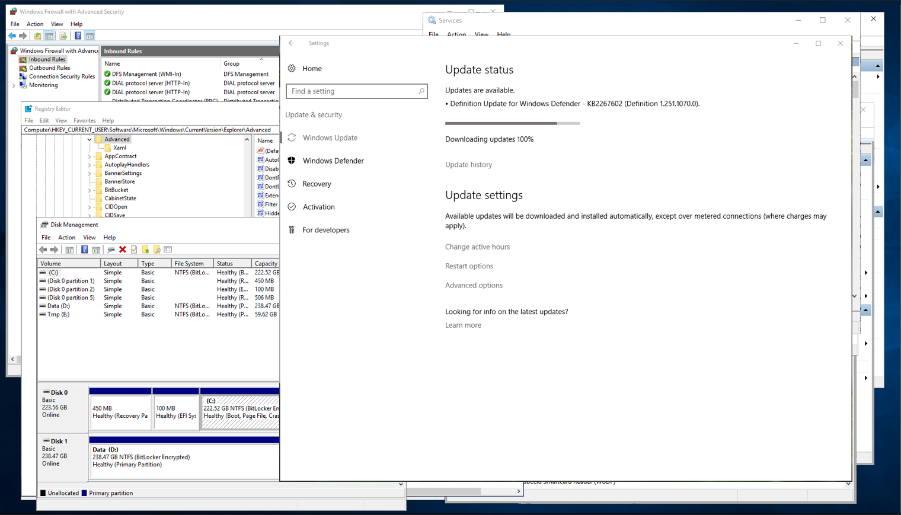 Windows Firewall with Advanced Security
File Action View Help
Windows Firewall with Advance
Inbound Rules
Outbound Rules
Connection Security Rules
Monitoring
Inbound Rules
Name Group
DFS Management (WMI-In) DFS Management
DIAL protocol server (HTTP-In) DIAL protocol server
DIAL protocol server (HTTP-In) DIAL protocol server
Services
File Action View Help
Registry Editor
File Edit View Favorites Help
Computer\HKEY_CURRENT_USER\Software\Microsoft\Windows\CurrentVersion\Explorer\Advanced
Advanced
Xaml
AppContract
AutoplayHandlers
BannerSettings
BannerStore
BitBucket
CabinetState
CIDOpen
CIDSave
Name
(Defa
Disab
DontP
Exten
Filter
Hidde
Disk Management
File Action View Help
Volume Layout Type File System Status Capacity
(C:) Simple Basic NTFS (BitLo... Healthy (B... 222.52 GB
(Disk 0 partition 1) Simple Basic Healthy (R... 450 MB
(Disk 0 partition 2) Simple Basic Healthy (E... 100 MB
(Disk 0 partition 5) Simple Basic Healthy (R... 506 MB
Data (D:) Simple Basic NTFS (BitLo... Healthy (P... 238.47 GB
Tmp (E:) Simple Basic NTFS (BitLo... Healthy (P... 59.62 GB
Disk 0
Basic
223.56 GB
Online
450 MB
Healthy (Recovery Pa
100 MB
Healthy (EFI Sys
(C:)
222.52 GB NTFS (BitLocker En
Healthy (Boot, Page File, Cras
Disk 1
Basic
238.47 GB
Online
Data (D:)
238.47 GB NTFS (BitLocker Encrypted)
Healthy (Primary Partition)
Unallocated Primary partition
Settings
Home
Find a setting
Update & security
Windows Update
Windows Defender
Recovery
Activation
For developers
Update status
Updates are available.
• Definition Update for Windows Defender - KB2267602 (Definition 1.251.1070.0).
Downloading updates 100%
Update history
Update settings
Available updates will be downloaded and installed automatically, except over metered connections (where charges may
apply).
Change active hours
Restart options
Advanced options
Looking for info on the latest updates?
Learn more